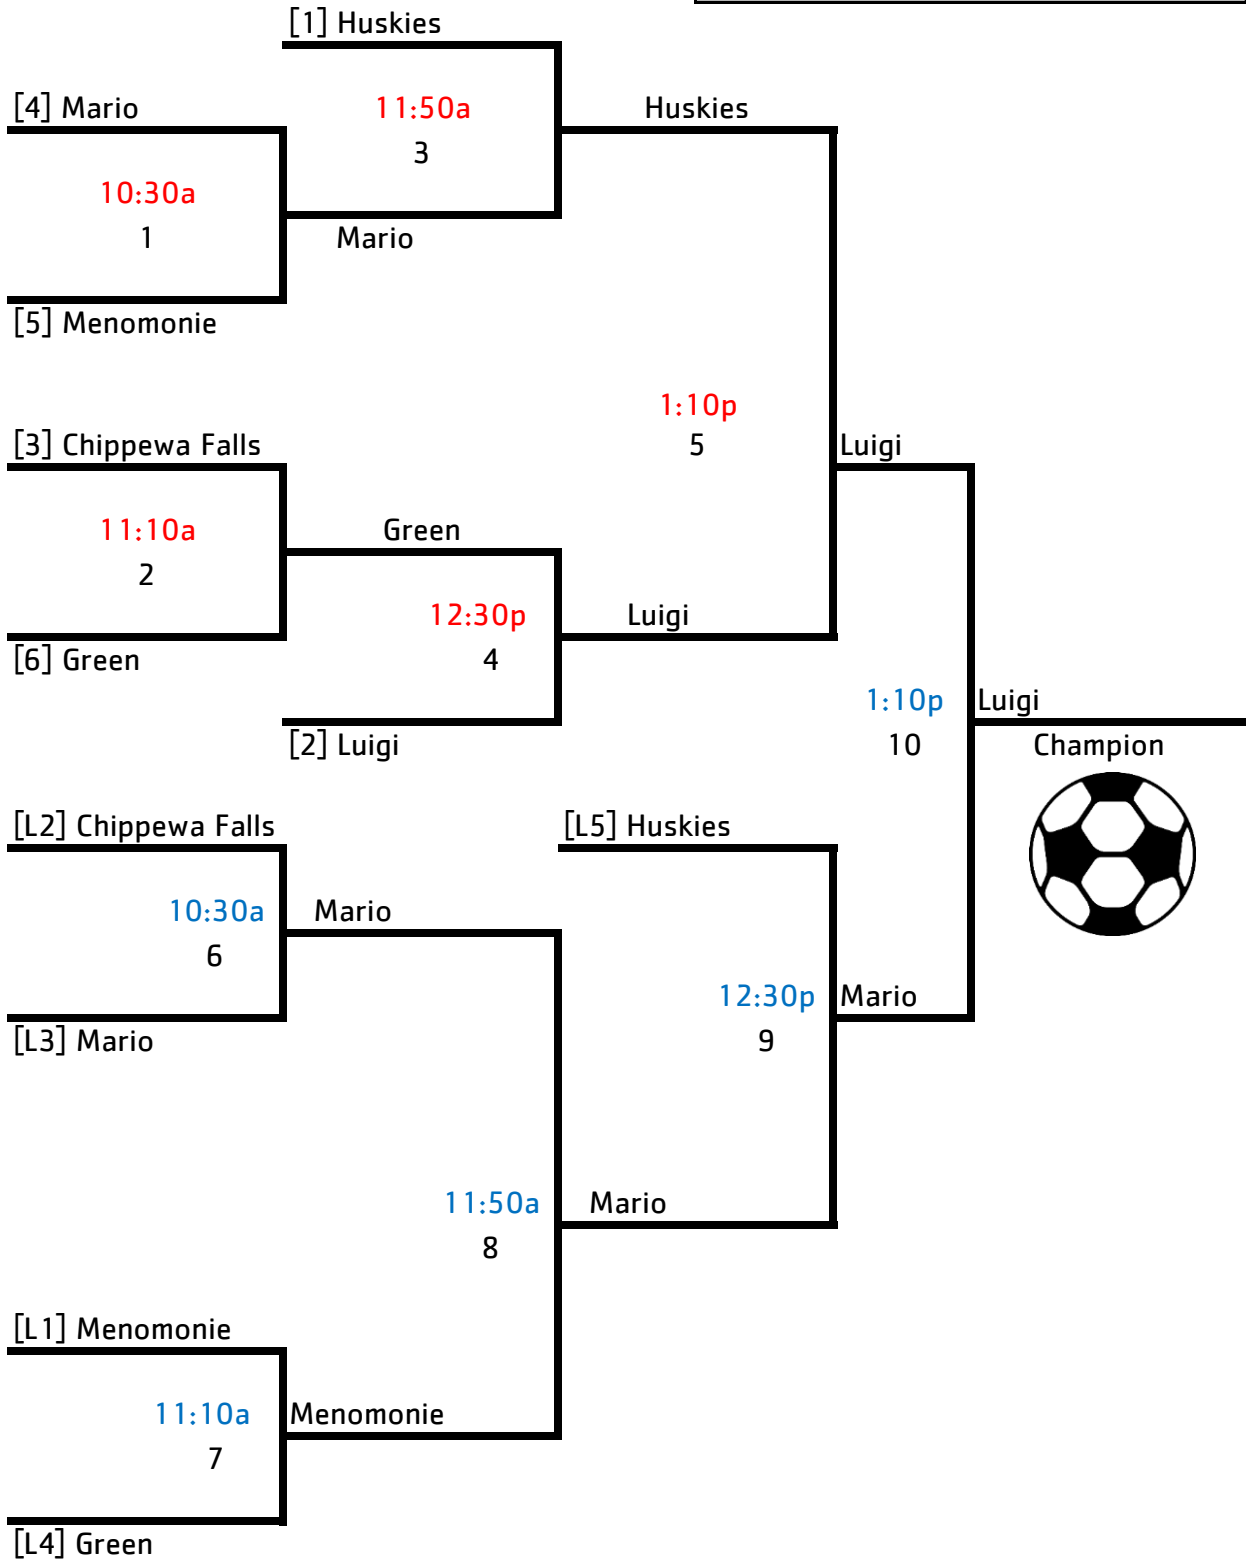 [1] Huskies
[4] Mario
11:50a
Huskies
3
10:30a
1
Mario
[5] Menomonie
1:10p
5
[3] Chippewa Falls
Luigi
11:10a
Green
2
12:30p
Luigi
[6] Green
4
1:10p
Luigi
[2] Luigi
10
Champion
[L2] Chippewa Falls
[L5] Huskies
10:30a
Mario
6
12:30p
Mario
[L3] Mario
9
11:50a
Mario
8
[L1] Menomonie
11:10a
Menomonie
7
[L4] Green